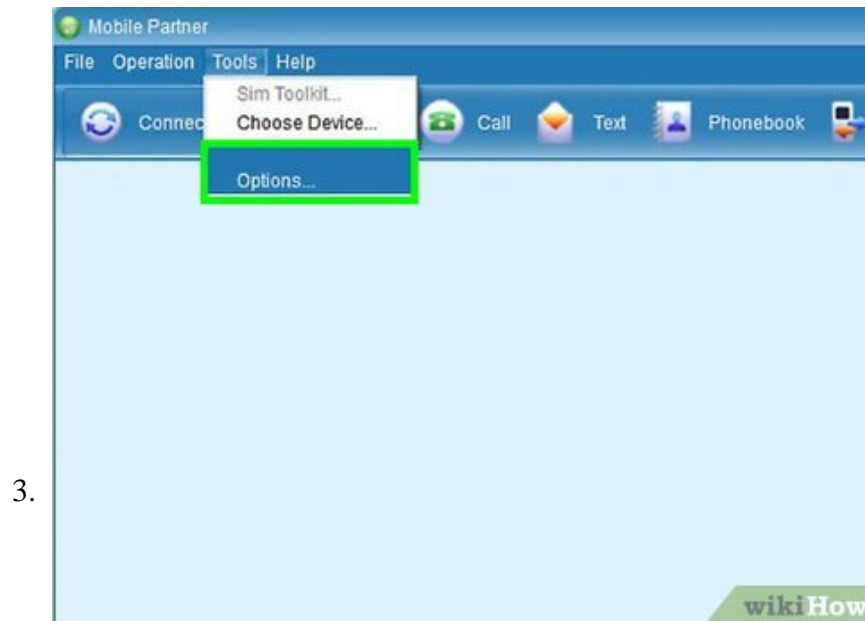 Mobile Partner
File Operation Tools Help
Sim Toolkit...
Connec Choose Device... Call Text Phonebook
Options...
3.
wikiHow